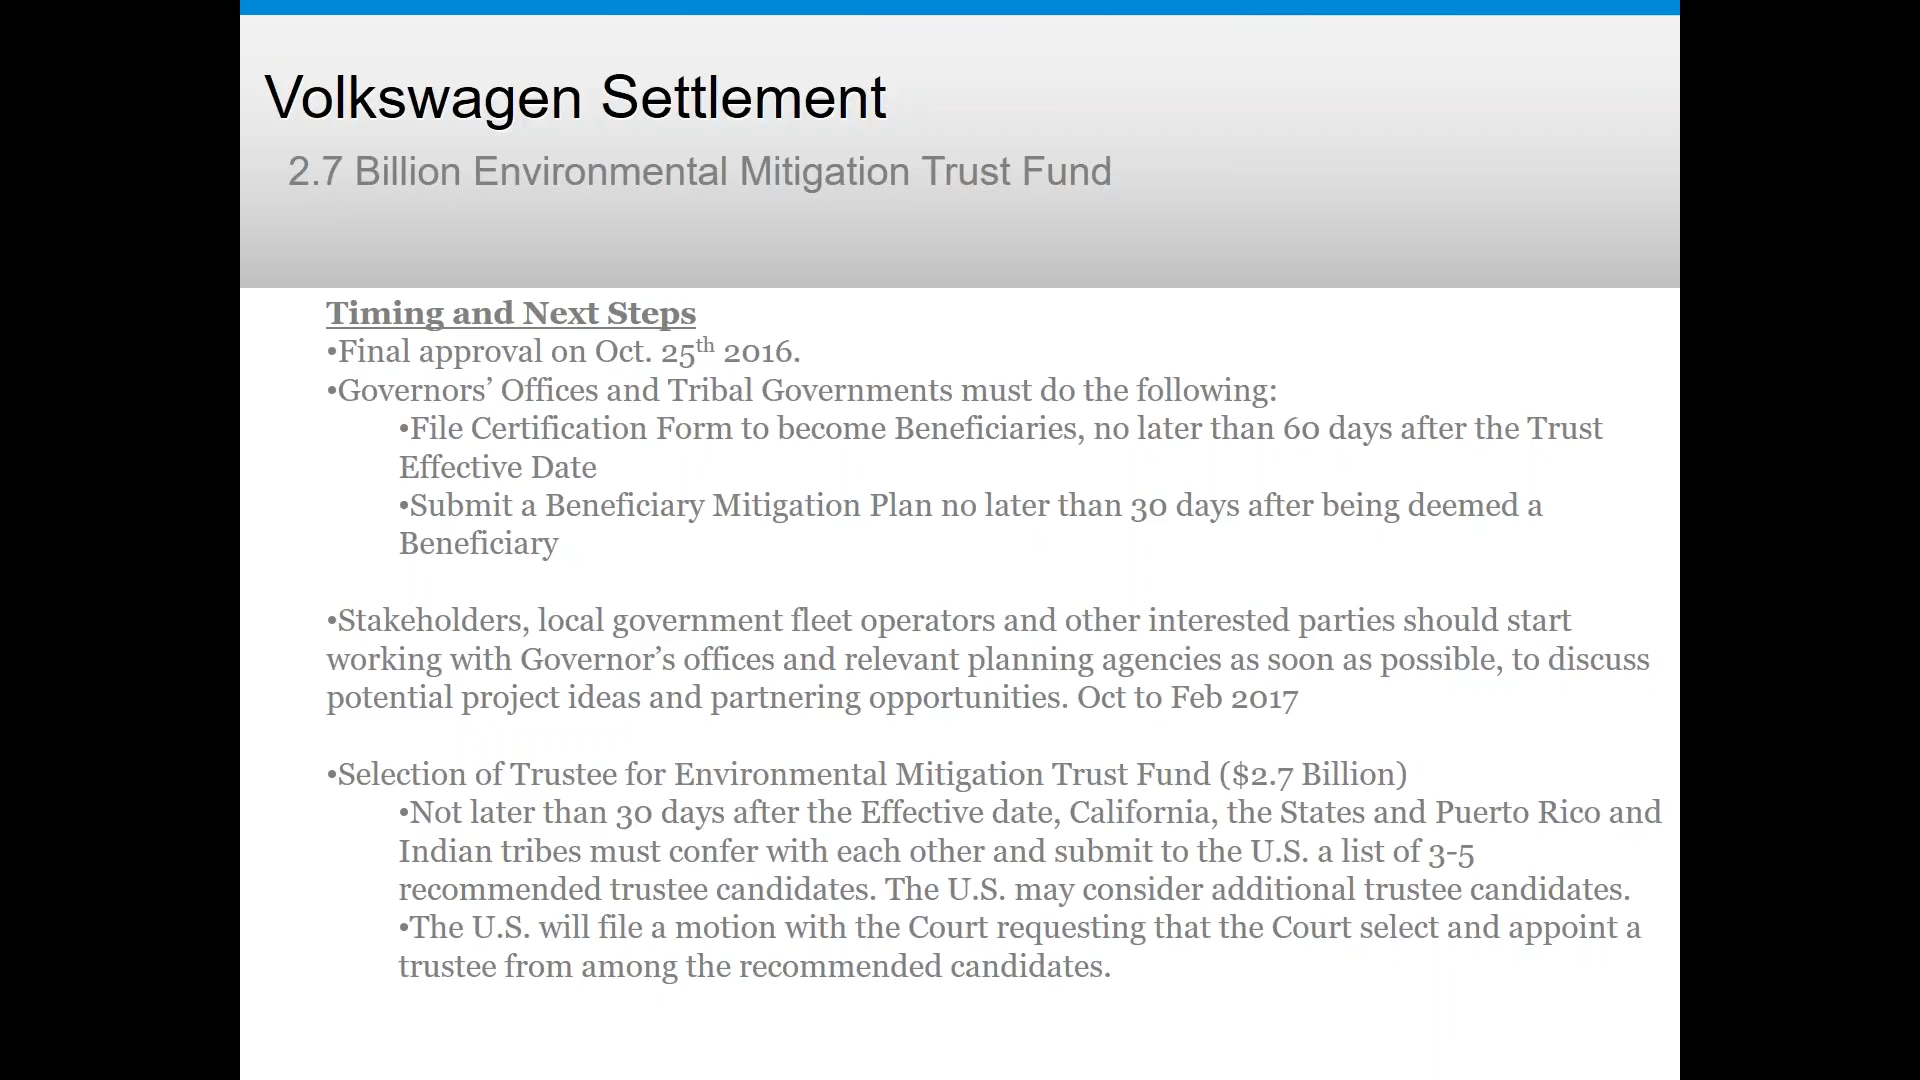 Volkswagen Settlement
2.7 Billion Environmental Mitigation Trust Fund
Timing and Next Steps
•Final approval on Oct. 25th 2016.
•Governors’ Offices and Tribal Governments must do the following:
•File Certification Form to become Beneficiaries, no later than 60 days after the Trust
Effective Date
•Submit a Beneficiary Mitigation Plan no later than 30 days after being deemed a
Beneficiary
•Stakeholders, local government fleet operators and other interested parties should start
working with Governor’s offices and relevant planning agencies as soon as possible, to discuss
potential project ideas and partnering opportunities. Oct to Feb 2017
•Selection of Trustee for Environmental Mitigation Trust Fund ($2.7 Billion)
•Not later than 30 days after the Effective date, California, the States and Puerto Rico and
Indian tribes must confer with each other and submit to the U.S. a list of 3-5
recommended trustee candidates. The U.S. may consider additional trustee candidates.
•The U.S. will file a motion with the Court requesting that the Court select and appoint a
trustee from among the recommended candidates.